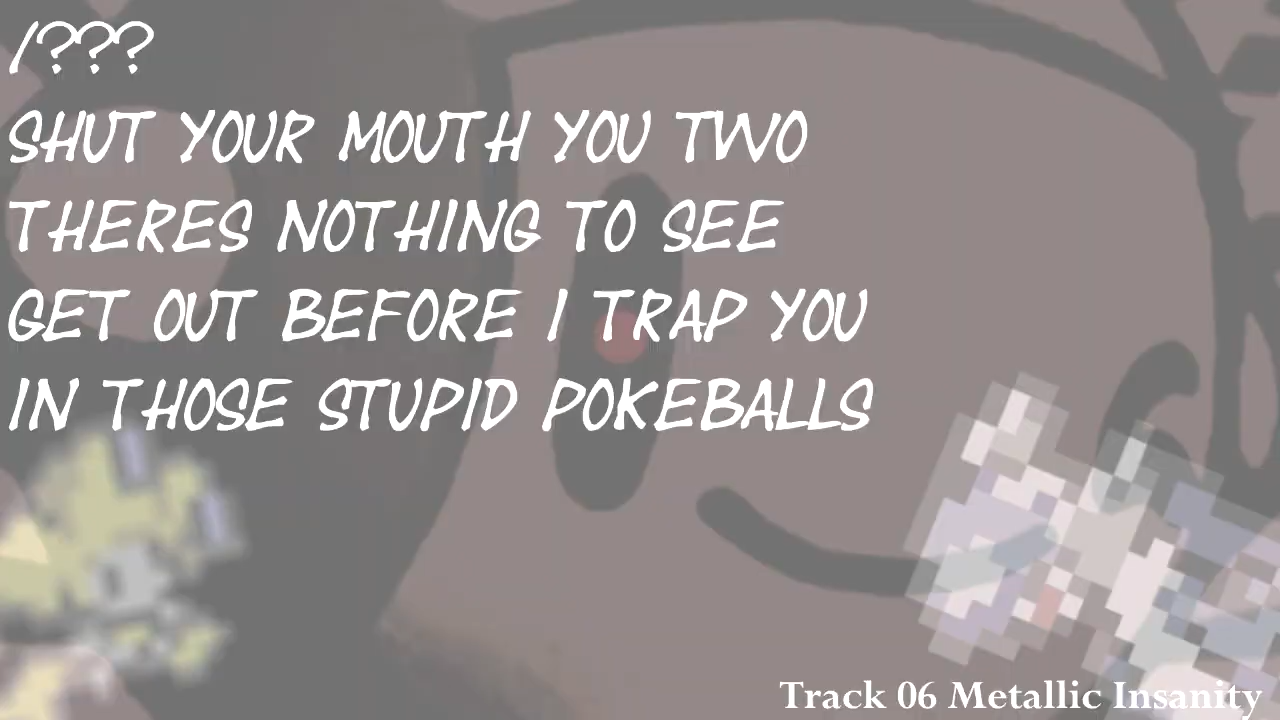 /???
SHUT YOUR MOUTH YOU TWO
THERES NOTHING TO SEE
GET OUT BEFORE I TRAP YOU
IN THOSE STUPID POKEBALLS
Track 06 Metallic Insanity